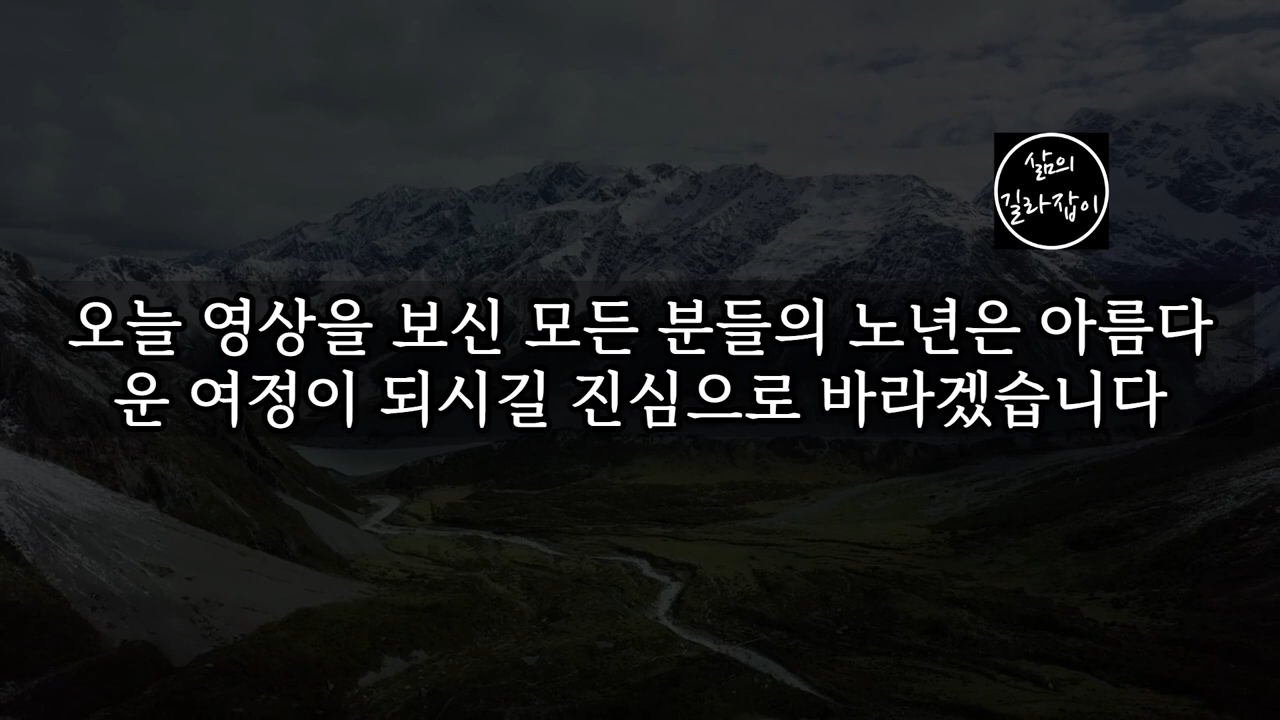 삶의
길라잡이
오늘 영상을 보신 모든 분들의 노년은 아름다
운 여정이 되시길 진심으로 바라겠습니다